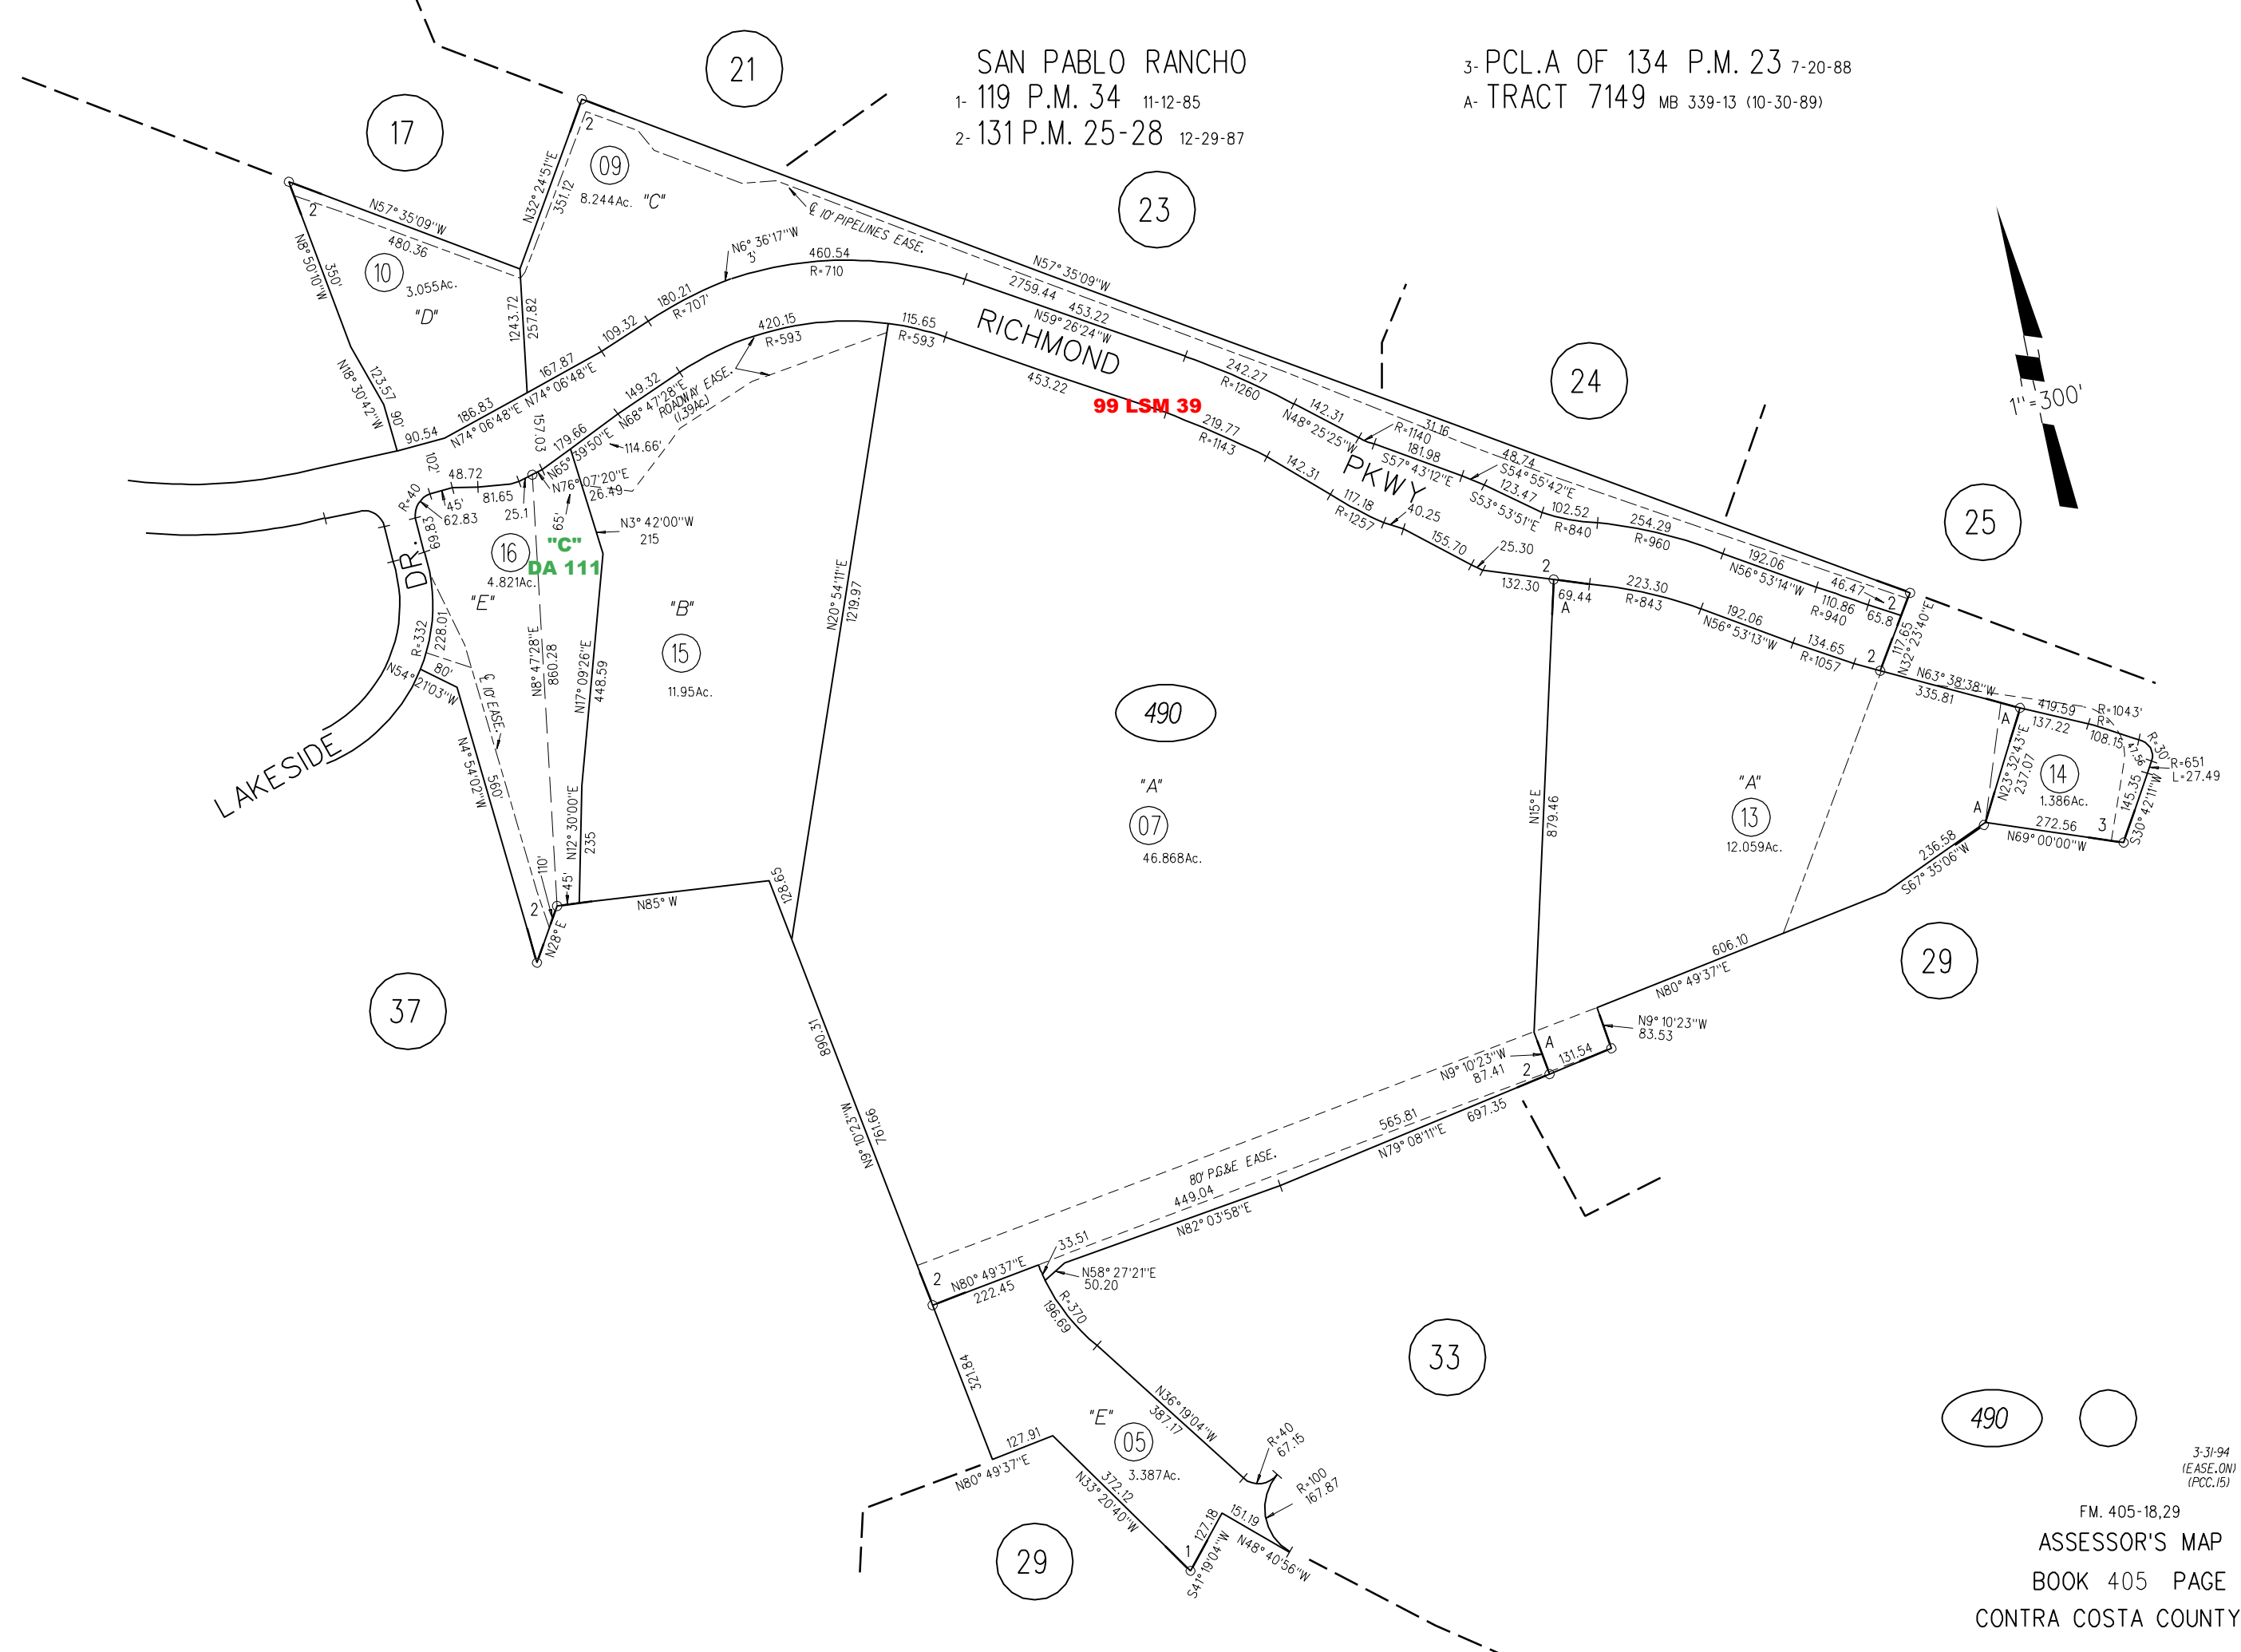 SAN PABLO RANCHO
1- 119 P.M. 34 11-12-85
2- 131 P.M. 25-28 12-29-87
3- PCL.A OF 134 P.M. 23 7-20-88
A- TRACT 7149 MB 339-13 (10-30-89)
21
17
23
24
25
1"=300'
2
09
8.244Ac. "C"
N32°24'51"E
351.12
℄ 10' PIPELINES EASE.
N57°35'09"W
480.36
2
10
3.055Ac.
"D"
N8°50'10"W
350'
N18°30'42"W
123.57
90'
1243.72
257.82
N6°36'17"W
3'
460.54
R=710
180.21
R=707'
109.32
167.87
N74°06'48"E
186.83
N74°06'48"E
90.54
N57°35'09"W
2759.44
453.22
N59°26'24"W
RICHMOND
PKWY
420.15
R=593
115.65
R=593
453.22
99 LSM 39
149.32
N68°47'28"E
ROADWAY EASE.
(1.39Ac.)
179.66
N65°39'50"E
114.66'
157.03
N76°07'20"E
26.49
102'
48.72
R=40
45'
62.83
81.65
25.1
65'
N3°42'00"W
215
69.83
DR.
16
4.821Ac.
"E"
"C"
DA 111
"B"
15
11.95Ac.
R=332
228.01
80'
N54°21'03"W
℄ 10' EASE.
N8°47'28"E
860.28
N17°09'26"E
448.59
N20°54'11"E
1219.97
LAKESIDE
N4°54'02"W
560'
110'
N12°30'00"E
235
45'
2
N28°E
N85°W
128.65
37
242.27
R=1260
142.31
N48°25'25"W
R=1140
31.16
181.98
S57°43'12"E
48.74
S54°55'42"E
123.47
S53°53'51"E
102.52
R=840
254.29
R=960
192.06
N56°53'14"W
46.47
110.86
R=940
65.8
2
219.77
R=1143
142.31
117.18
R=1257
40.25
155.70
25.30
132.30
2
69.44
A
223.30
R=843
192.06
N56°53'13"W
134.65
R=1057
2
117.65
N32°23'40"E
N63°38'38"W
335.81
419.59
R=1043'
137.22
R=
108.15
R=30'
47.56
R=651
L=27.49
A
N23°32'43"E
237.07
14
1.386Ac.
145.35
S30°42'11"W
A
272.56
3
N69°00'00"W
236.58
S67°35'06"W
490
"A"
07
46.868Ac.
N15°E
879.46
"A"
13
12.059Ac.
606.10
N80°49'37"E
29
N9°10'23"W
83.53
A
131.54
N9°10'23"W
87.41
2
890.31
761.66
N9°10'23"W
565.81
697.35
N79°08'11"E
80' P.G.&E EASE.
449.04
N82°03'58"E
33.51
2
N80°49'37"E
222.45
N58°27'21"E
50.20
R=370
196.69
33
321.84
N36°19'04"W
387.17
"E"
05
3.387Ac.
R=40
67.15
R=100
167.87
127.91
N80°49'37"E
372.12
N33°20'40"W
127.18
S41°19'04"W
151.19
N48°40'56"W
1
29
490
3-31-94
(EASE.ON)
(PCC.15)
FM. 405-18,29
ASSESSOR'S MAP
BOOK 405 PAGE
CONTRA COSTA COUNTY